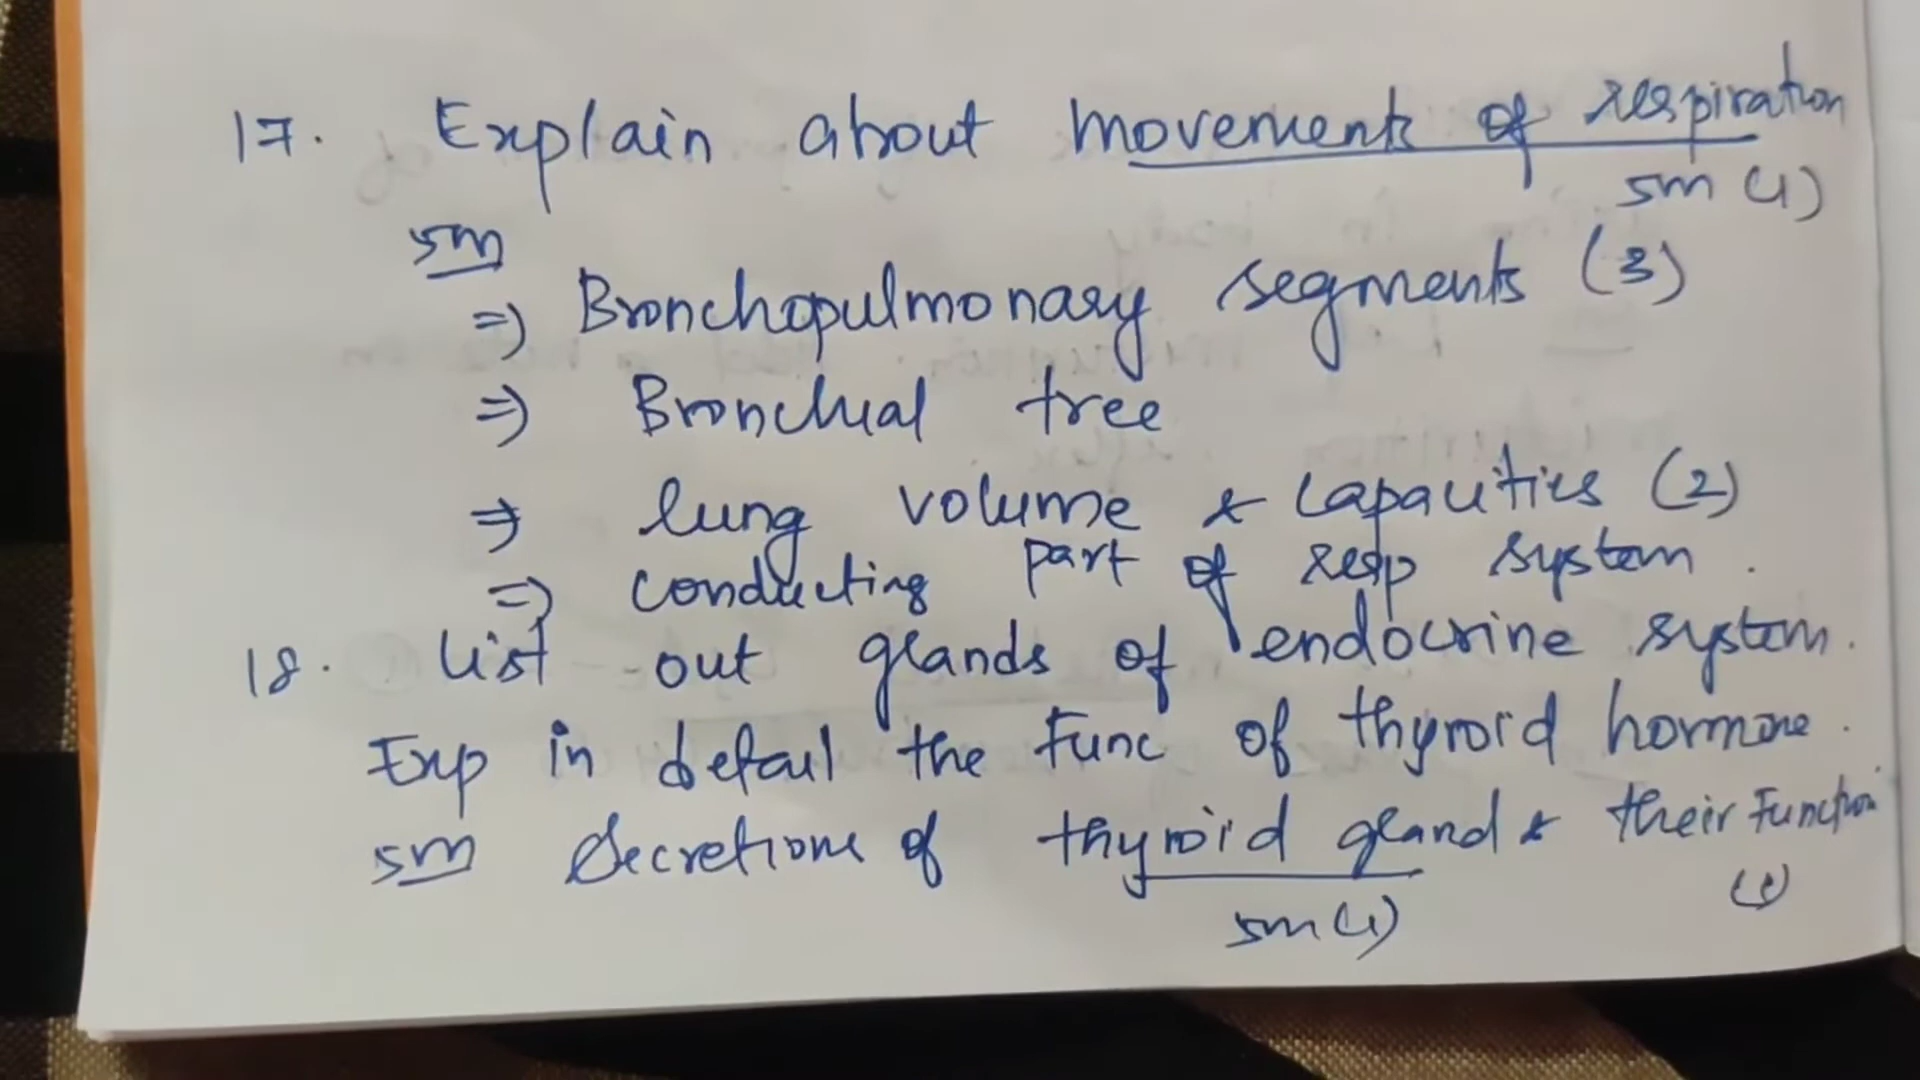 17. Explain about movements of respiration
5m (1)
5m
=> Bronchopulmonary segments (3)
=> Bronchial tree
=> lung volume & capacities (2)
=> conducting part of resp system.
18. list out glands of endocrine system.
Exp in detail the Func of thyroid hormone.
5m Secretions of thyroid gland & their Function
5m (1) (1)